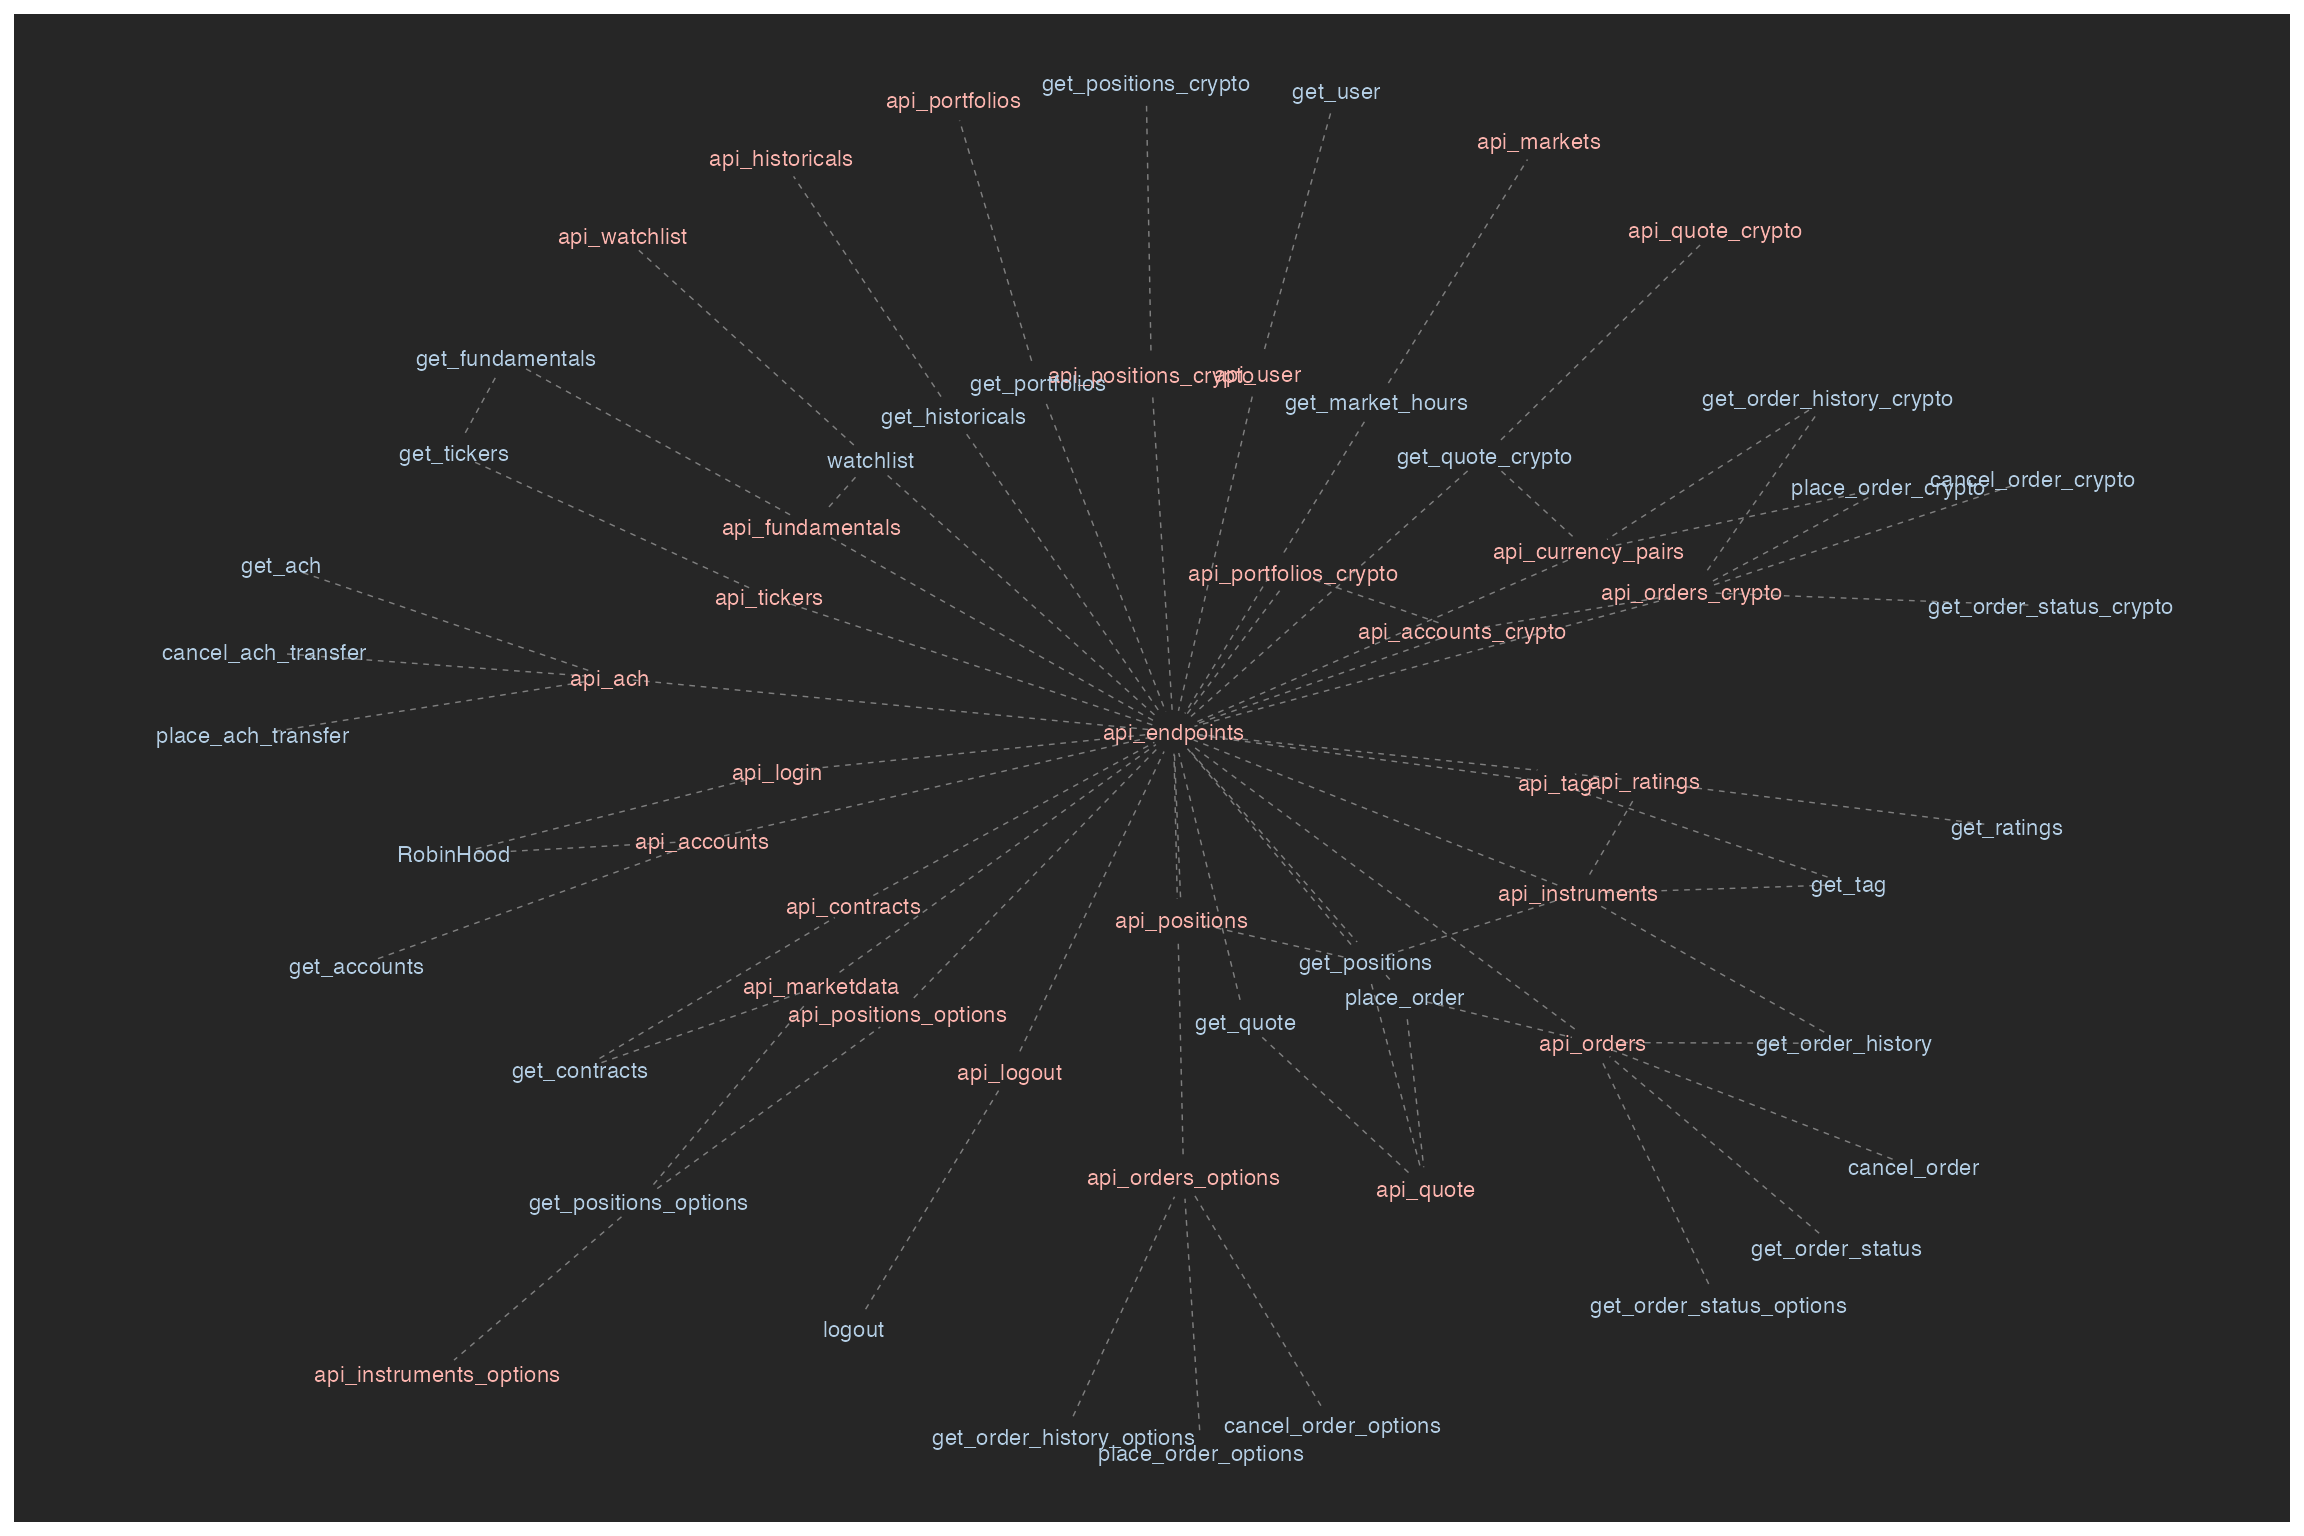 get_positions_crypto
get_user
api_portfolios
api_markets
api_historicals
api_quote_crypto
api_watchlist
get_fundamentals
api_positions_crypto
api_user
get_portfolios
get_market_hours
get_order_history_crypto
get_historicals
get_tickers
watchlist
get_quote_crypto
cancel_order_crypto
place_order_crypto
api_fundamentals
api_currency_pairs
get_ach
api_portfolios_crypto
api_tickers
api_orders_crypto
get_order_status_crypto
api_accounts_crypto
cancel_ach_transfer
api_ach
place_ach_transfer
api_endpoints
api_login
api_tag
api_ratings
get_ratings
RobinHood
api_accounts
get_tag
api_instruments
api_contracts
api_positions
get_accounts
get_positions
api_marketdata
place_order
api_positions_options
get_quote
api_orders
get_order_history
get_contracts
api_logout
cancel_order
api_orders_options
api_quote
get_positions_options
get_order_status
get_order_status_options
logout
api_instruments_options
cancel_order_options
get_order_history_options
place_order_options